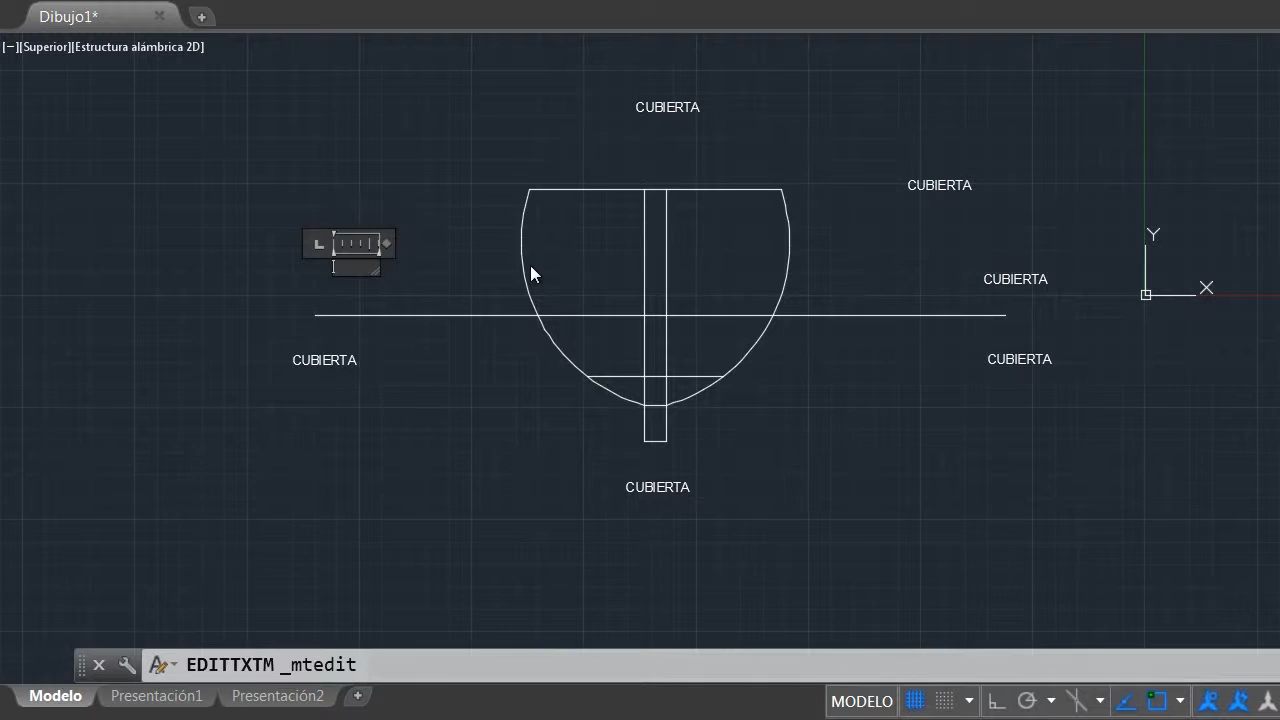 Dibujo1*
[−][Superior][Estructura alámbrica 2D]
CUBIERTA
CUBIERTA
Y
CUBIERTA
X
CUBIERTA
CUBIERTA
CUBIERTA
EDITTXTM _mtedit
Modelo
Presentación1
Presentación2
MODELO